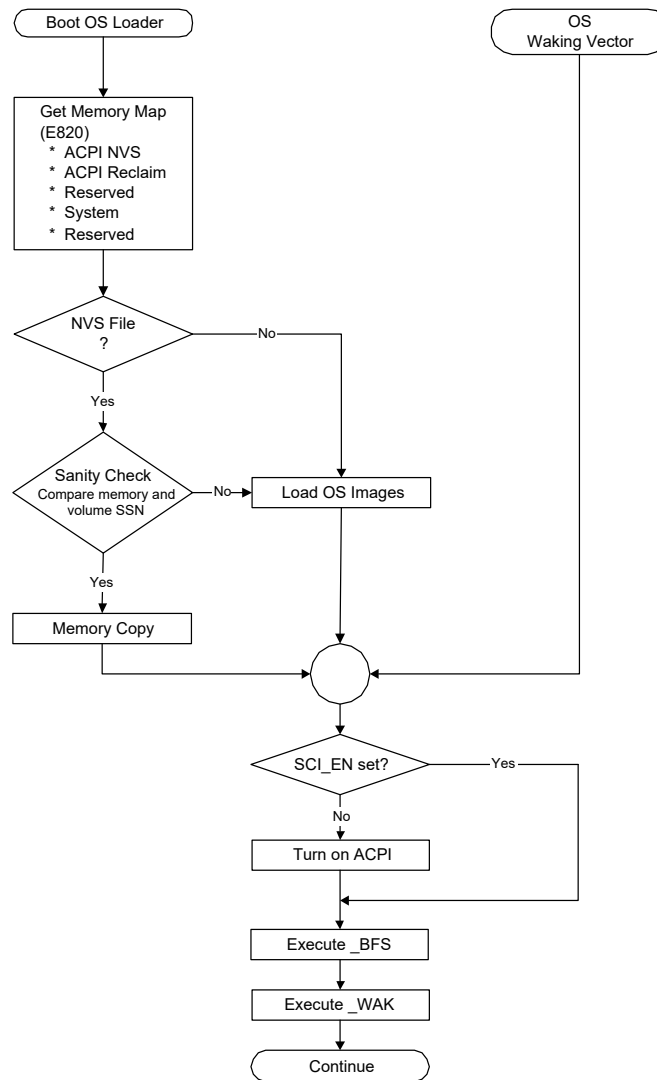 Boot OS Loader
OS
Waking Vector
Get Memory Map
(E820)
* ACPI NVS
* ACPI Reclaim
* Reserved
* System
* Reserved
NVS File
?
No
Yes
Sanity Check
Compare memory and
volume SSN
No
Load OS Images
Yes
Memory Copy
SCI_EN set?
Yes
No
Turn on ACPI
Execute _BFS
Execute _WAK
Continue